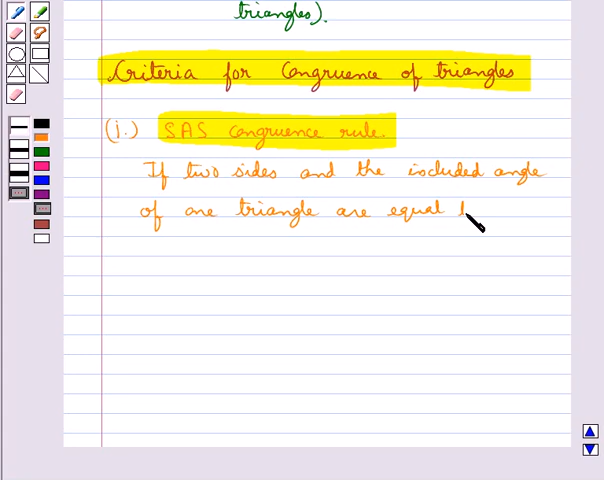 triangles).
Criteria for Congruence of triangles
(i.) SAS congruence rule.
If two sides and the included angle
of one triangle are equal